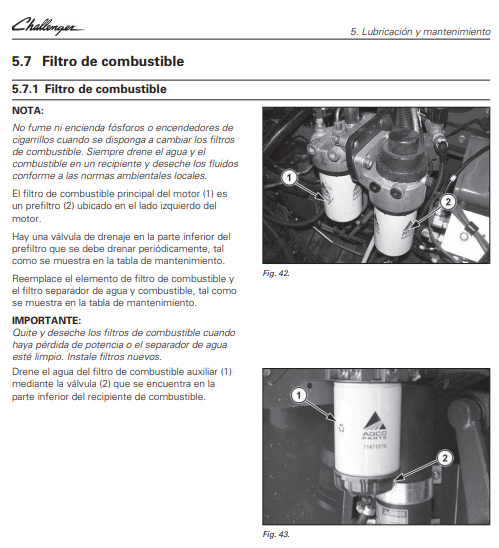 Challenger
5. Lubricación y mantenimiento
5.7 Filtro de combustible
5.7.1 Filtro de combustible
NOTA:
No fume ni encienda fósforos o encendedores de
cigarrillos cuando se disponga a cambiar los filtros
de combustible. Siempre drene el agua y el
combustible en un recipiente y deseche los fluidos
conforme a las normas ambientales locales.
El filtro de combustible principal del motor (1) es
un prefiltro (2) ubicado en el lado izquierdo del
motor.
Hay una válvula de drenaje en la parte inferior del
prefiltro que se debe drenar periódicamente, tal
como se muestra en la tabla de mantenimiento.
Reemplace el elemento de filtro de combustible y
el filtro separador de agua y combustible, tal como
se muestra en la tabla de mantenimiento.
1
2
Fig. 42.
IMPORTANTE:
Quite y deseche los filtros de combustible cuando
haya pérdida de potencia o el separador de agua
esté limpio. Instale filtros nuevos.
Drene el agua del filtro de combustible auxiliar (1)
mediante la válvula (2) que se encuentra en la
parte inferior del recipiente de combustible.
1
AGCO
PARTS
2
Fig. 43.